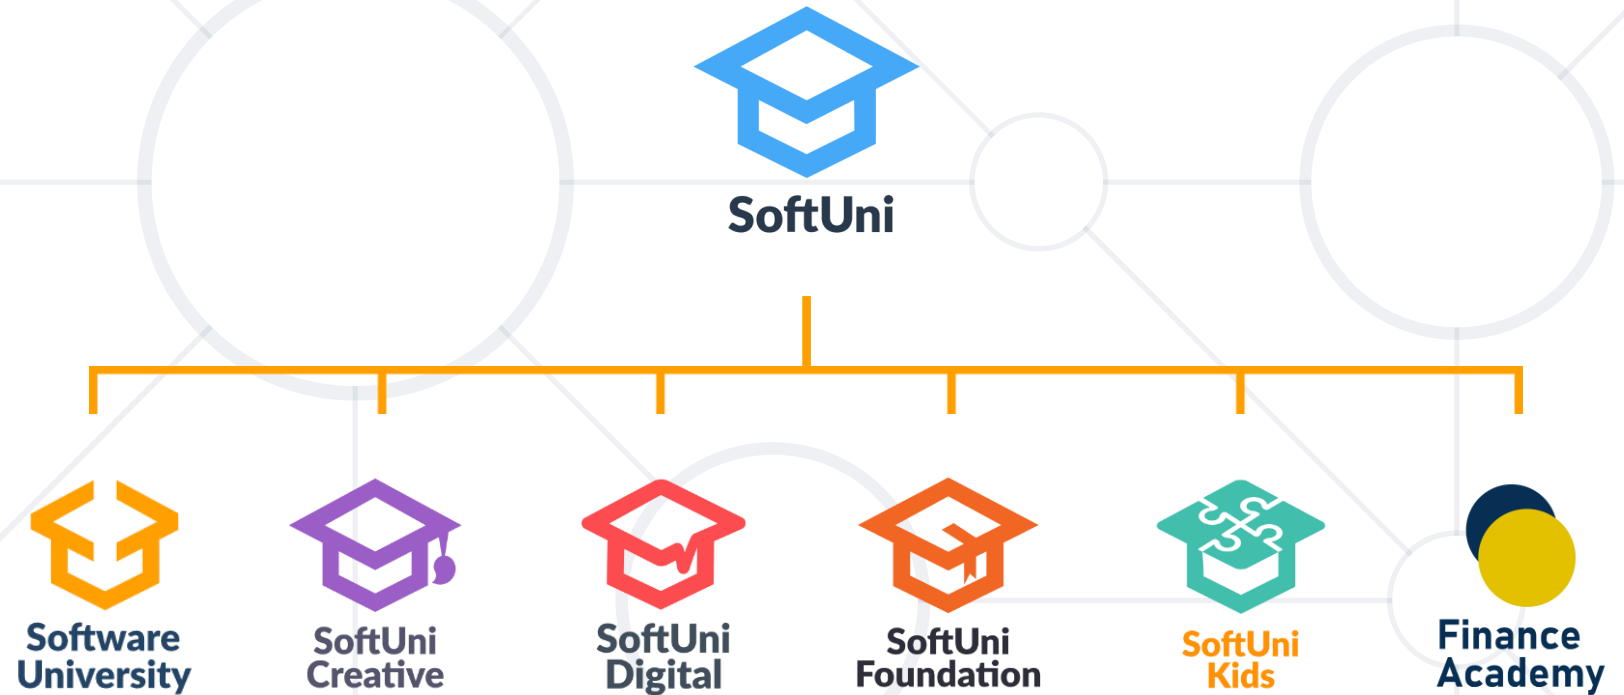 SoftUni
Software
University
SoftUni
Creative
SoftUni
Digital
SoftUni
Foundation
SoftUni
Kids
Finance
Academy